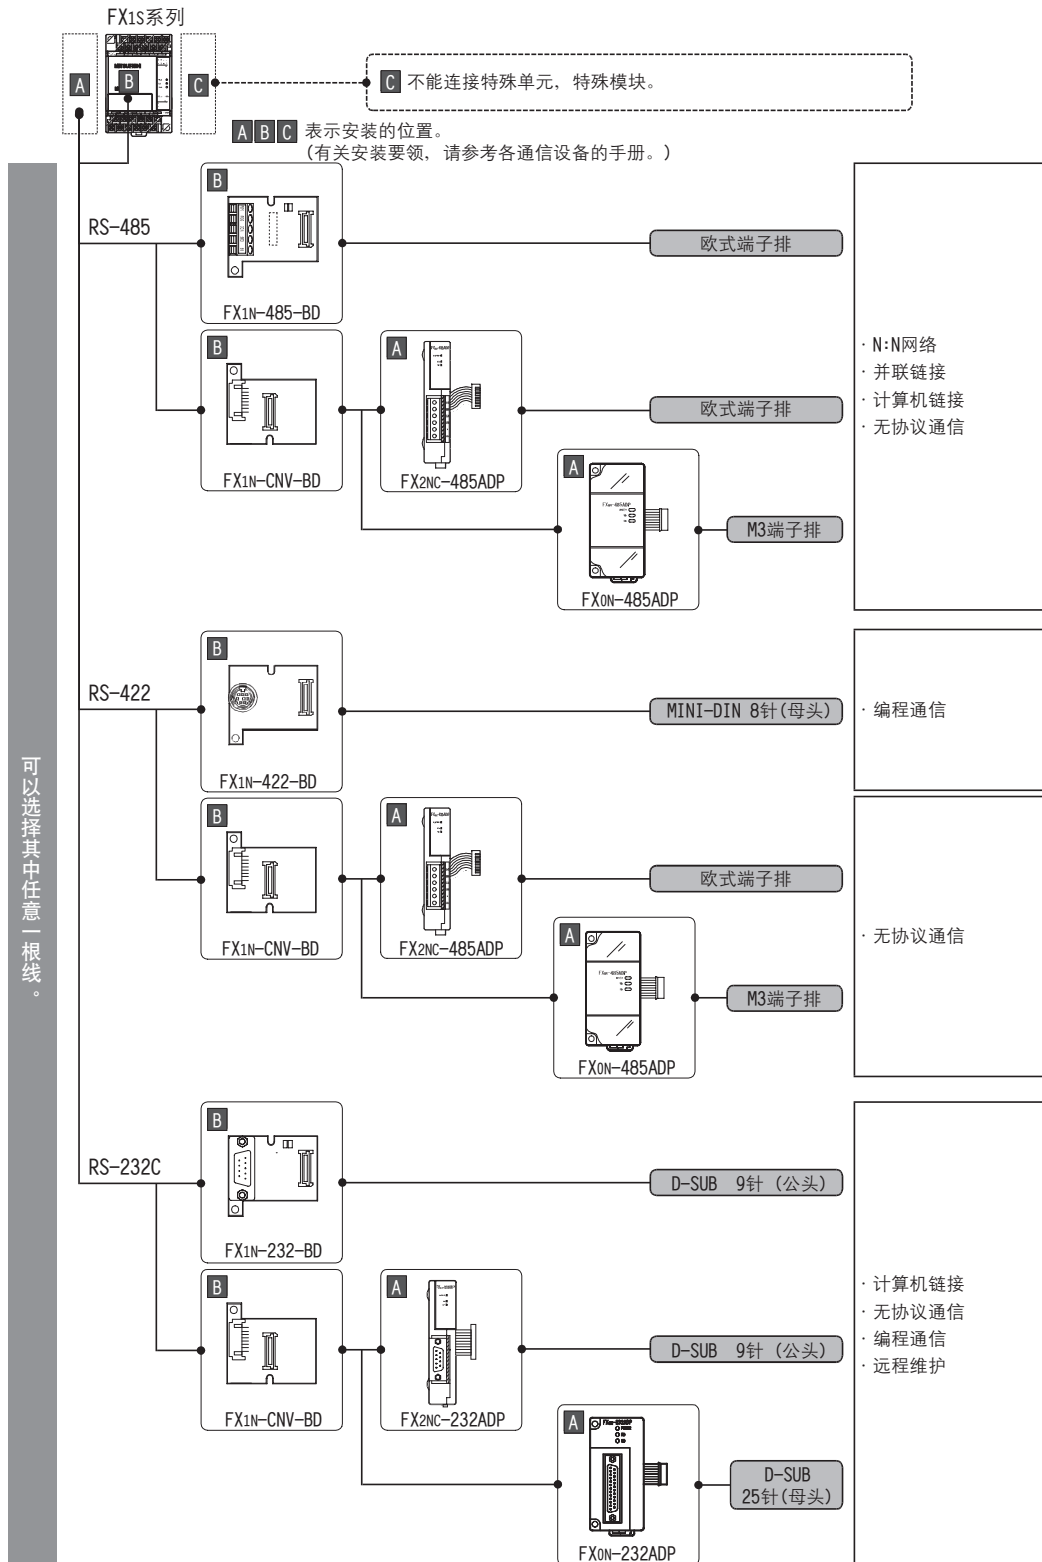 FX1S系列
A
B
C
C 不能连接特殊单元，特殊模块。
A B C 表示安装的位置。
(有关安装要领，请参考各通信设备的手册。)
可以选择其中任意一根线。
RS-485
B
FX1N-485-BD
欧式端子排
B
FX1N-CNV-BD
A
FX2NC-485ADP
欧式端子排
A
FX0N-485ADP
M3端子排
·N:N网络
·并联链接
·计算机链接
·无协议通信
RS-422
B
FX1N-422-BD
MINI-DIN 8针(母头)
·编程通信
B
FX1N-CNV-BD
A
FX2NC-485ADP
欧式端子排
A
FX0N-485ADP
M3端子排
·无协议通信
RS-232C
B
FX1N-232-BD
D-SUB 9针 (公头)
B
FX1N-CNV-BD
A
FX2NC-232ADP
D-SUB 9针 (公头)
A
FX0N-232ADP
D-SUB
25针(母头)
·计算机链接
·无协议通信
·编程通信
·远程维护